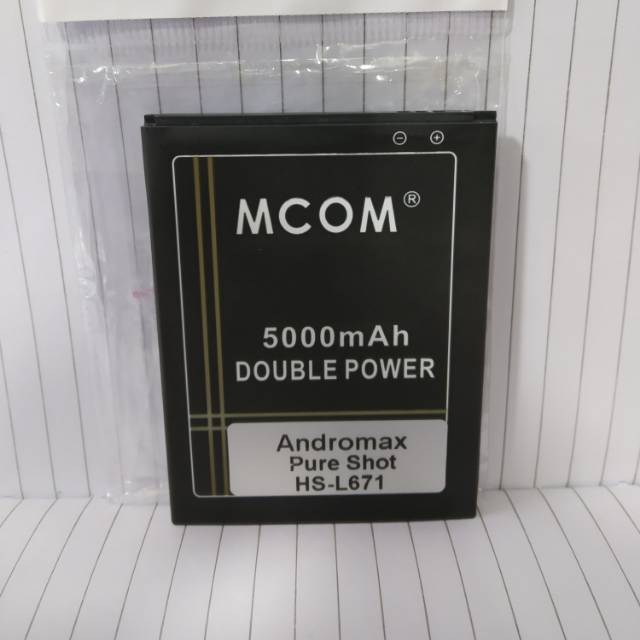 MCOM®
5000mAh
DOUBLE POWER
Andromax
Pure Shot
HS-L671